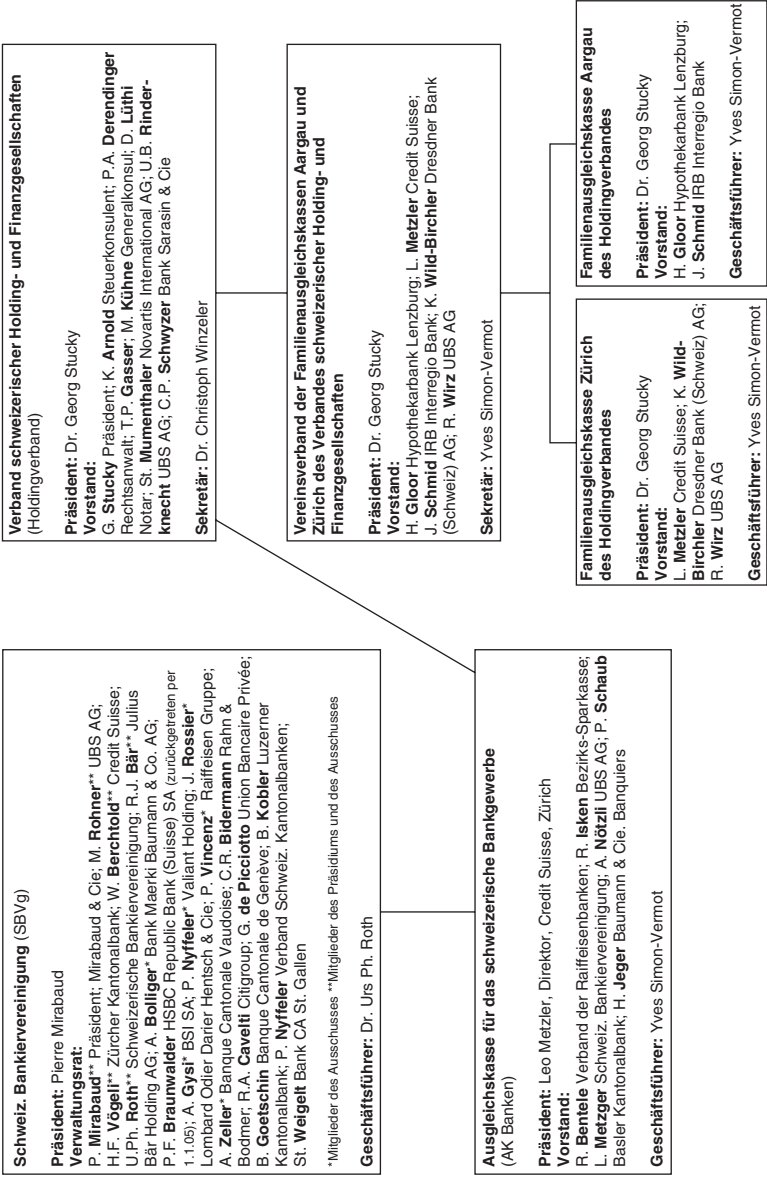 Schweiz. Bankiervereinigung (SBVg)
Präsident: Pierre Mirabaud
Verwaltungsrat:
P. Mirabaud** Präsident; Mirabaud & Cie; M. Rohner** UBS AG;
H.F. Vögeli** Zürcher Kantonalbank; W. Berchtold** Credit Suisse;
U.Ph. Roth** Schweizerische Bankiervereinigung; R.J. Bär** Julius
Bär Holding AG; A. Bolliger* Bank Maerki Baumann & Co. AG;
P.F. Braunwalder HSBC Republic Bank (Suisse) SA (zurückgetreten per
1.1.05); A. Gysi* BSI SA; P. Nyffeler* Valiant Holding; J. Rossier*
Lombard Odier Darier Hentsch & Cie; P. Vincenz* Raiffeisen Gruppe;
A. Zeller* Banque Cantonale Vaudoise; C.R. Bidermann Rahn &
Bodmer; R.A. Cavelti Citigroup; G. de Picciotto Union Bancaire Privée;
B. Goetschin Banque Cantonale de Genève; B. Kobler Luzerner
Kantonalbank; P. Nyffeler Verband Schweiz. Kantonalbanken;
St. Weigelt Bank CA St. Gallen
*Mitglieder des Ausschusses **Mitglieder des Präsidiums und des Ausschusses
Geschäftsführer: Dr. Urs Ph. Roth
Ausgleichskasse für das schweizerische Bankgewerbe
(AK Banken)
Präsident: Leo Metzler, Direktor, Credit Suisse, Zürich
Vorstand:
R. Bentele Verband der Raiffeisenbanken; R. Isken Bezirks-Sparkasse;
L. Metzger Schweiz. Bankiervereinigung; A. Nötzli UBS AG; P. Schaub
Basler Kantonalbank; H. Jeger Baumann & Cie. Banquiers
Geschäftsführer: Yves Simon-Vermot
Verband schweizerischer Holding- und Finanzgesellschaften
(Holdingverband)
Präsident: Dr. Georg Stucky
Vorstand:
G. Stucky Präsident; K. Arnold Steuerkonsulent; P.A. Derendinger
Rechtsanwalt; T.P. Gasser; M. Kühne Generalkonsul; D. Lüthi
Notar; St. Mumenthaler Novartis International AG; U.B. Rinder-
knecht UBS AG; C.P. Schwyzer Bank Sarasin & Cie
Sekretär: Dr. Christoph Winzeler
Vereinsverband der Familienausgleichskassen Aargau und
Zürich des Verbandes schweizerischer Holding- und
Finanzgesellschaften
Präsident: Dr. Georg Stucky
Vorstand:
H. Gloor Hypothekarbank Lenzburg; L. Metzler Credit Suisse;
J. Schmid IRB Interregio Bank; K. Wild-Birchler Dresdner Bank
(Schweiz) AG; R. Wirz UBS AG
Sekretär: Yves Simon-Vermot
Familienausgleichskasse Zürich
des Holdingverbandes
Präsident: Dr. Georg Stucky
Vorstand:
L. Metzler Credit Suisse; K. Wild-
Birchler Dresdner Bank (Schweiz) AG;
R. Wirz UBS AG
Geschäftsführer: Yves Simon-Vermot
Familienausgleichskasse Aargau
des Holdingverbandes
Präsident: Dr. Georg Stucky
Vorstand:
H. Gloor Hypothekarbank Lenzburg;
J. Schmid IRB Interregio Bank
Geschäftsführer: Yves Simon-Vermot